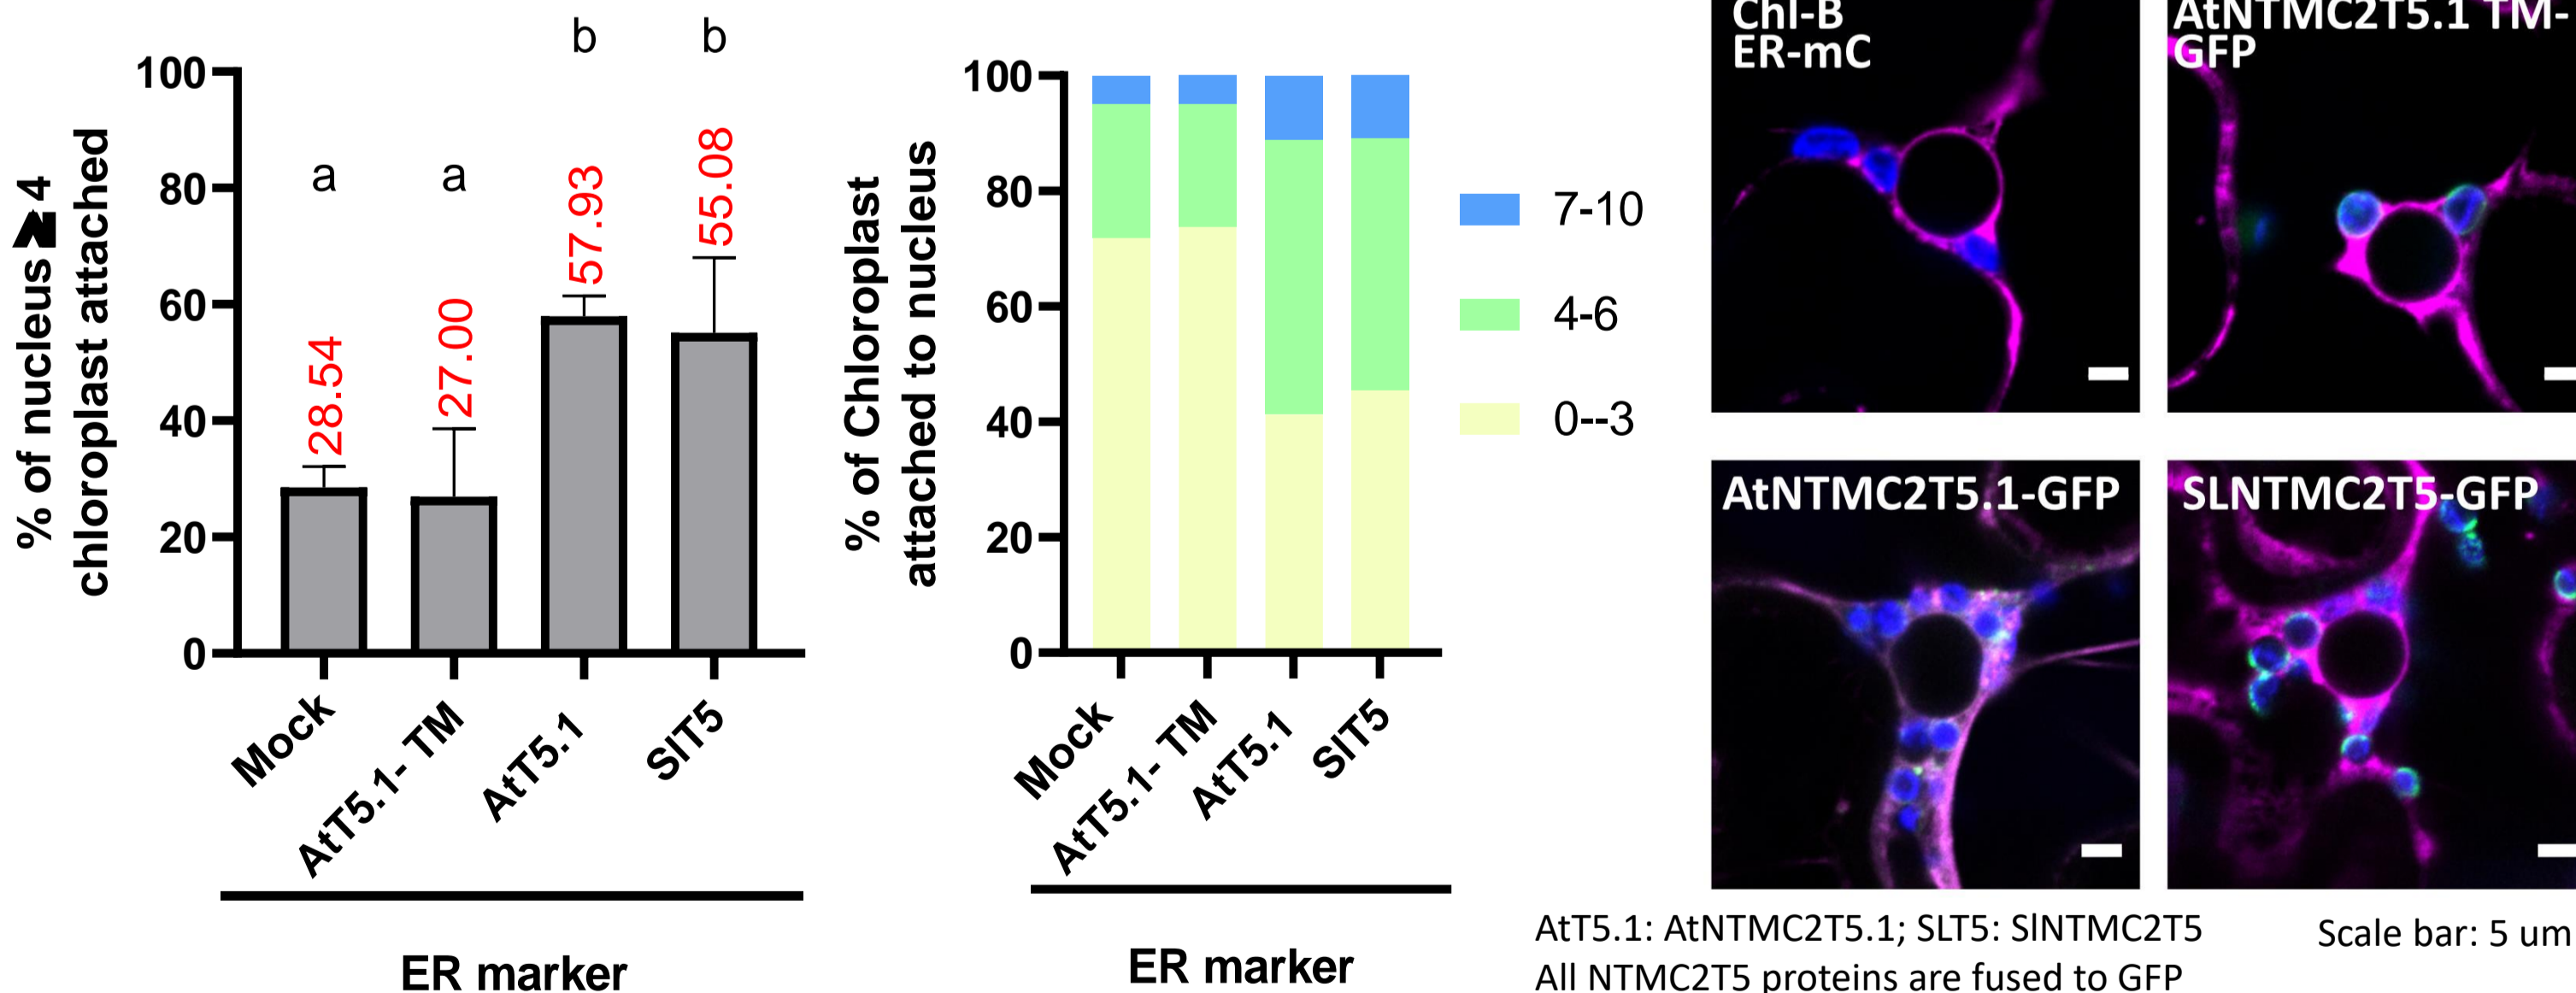 b
b
a
a
% of nucleus ≥ 4
chloroplast attached
100
80
60
40
20
0
28.54
27.00
57.93
55.08
Mock
AtT5.1- TM
AtT5.1
SlT5
ER marker
% of Chloroplast
attached to nucleus
100
80
60
40
20
0
7-10
4-6
0--3
Mock
AtT5.1- TM
AtT5.1
SlT5
ER marker
Chl-B
ER-mC
AtNTMC2T5.1 TM-
GFP
AtNTMC2T5.1-GFP
SLNTMC2T5-GFP
AtT5.1: AtNTMC2T5.1; SLT5: SlNTMC2T5
All NTMC2T5 proteins are fused to GFP
Scale bar: 5 um